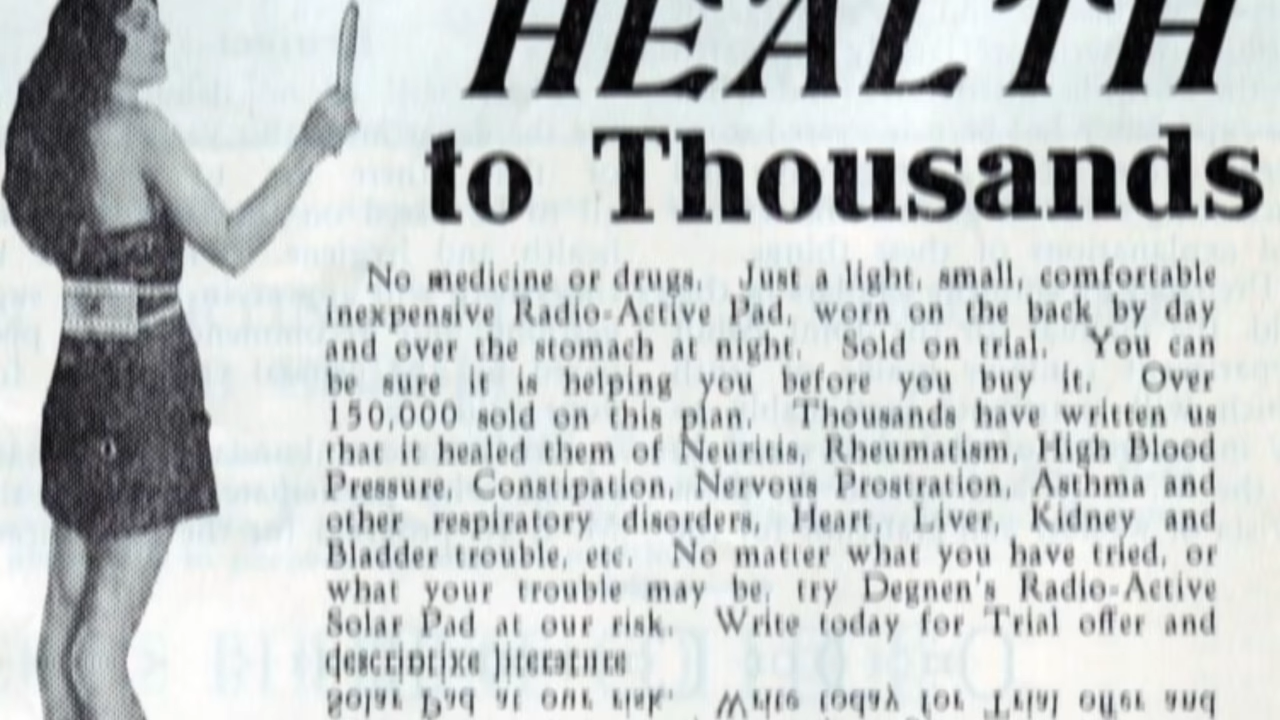 HEALTH
to Thousands
No medicine or drugs. Just a light, small, comfortable
inexpensive Radio-Active Pad, worn on the back by day
and over the stomach at night. Sold on trial. You can
be sure it is helping you before you buy it. Over
150,000 sold on this plan. Thousands have written us
that it healed them of Neuritis, Rheumatism, High Blood
Pressure, Constipation, Nervous Prostration, Asthma and
other respiratory disorders, Heart, Liver, Kidney and
Bladder trouble, etc. No matter what you have tried, or
what your trouble may be, try Degnen's Radio-Active
Solar Pad at our risk. Write today for Trial offer and
descriptive literature